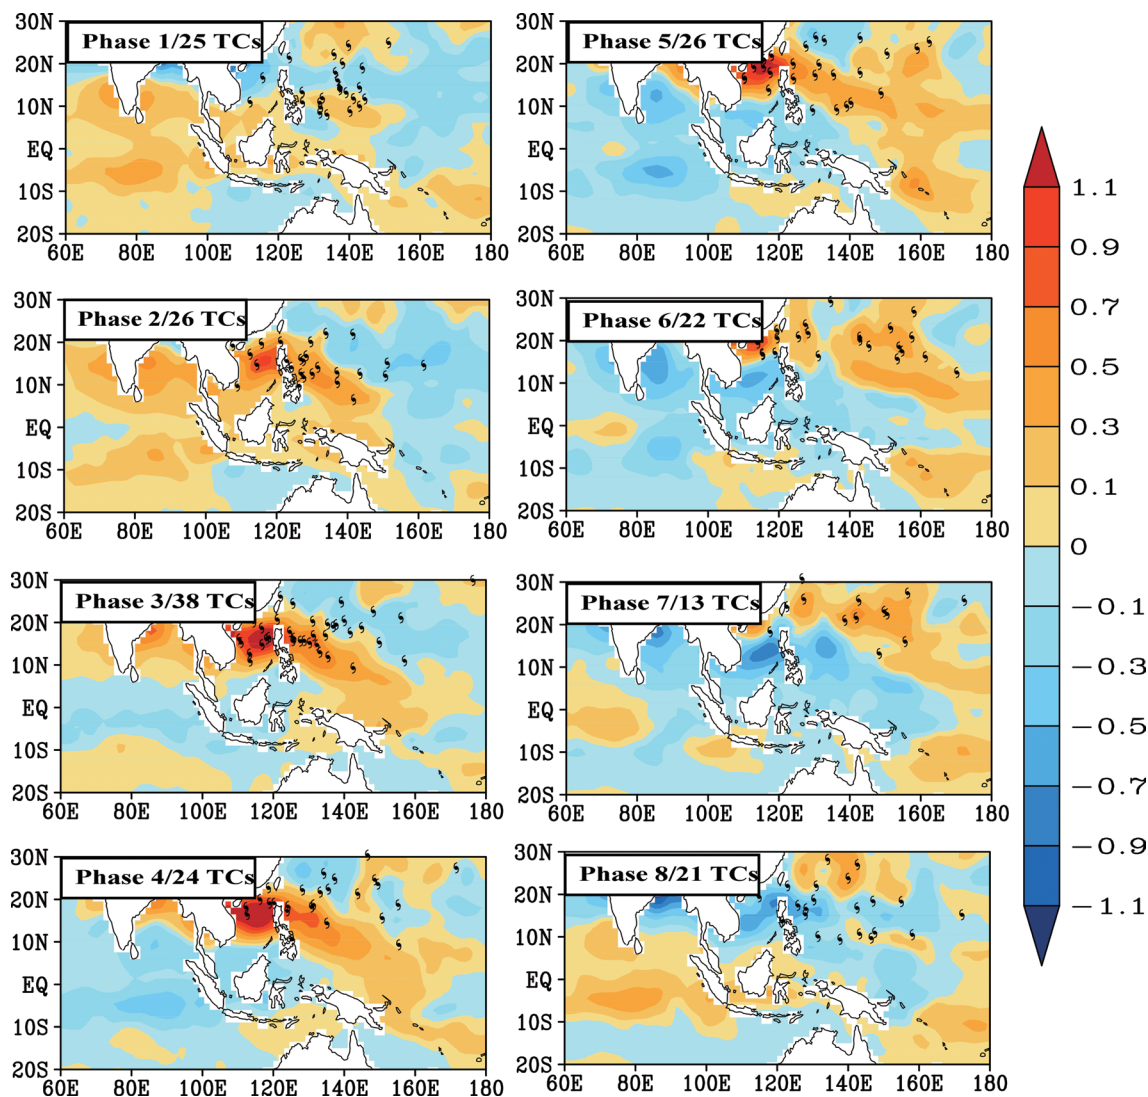 Phase 1/25 TCs
30N
20N
10N
EQ
10S
20S
60E 80E 100E 120E 140E 160E 180
Phase 5/26 TCs
30N
20N
10N
EQ
10S
20S
60E 80E 100E 120E 140E 160E 180
Phase 2/26 TCs
30N
20N
10N
EQ
10S
20S
60E 80E 100E 120E 140E 160E 180
Phase 6/22 TCs
30N
20N
10N
EQ
10S
20S
60E 80E 100E 120E 140E 160E 180
Phase 3/38 TCs
30N
20N
10N
EQ
10S
20S
60E 80E 100E 120E 140E 160E 180
Phase 7/13 TCs
30N
20N
10N
EQ
10S
20S
60E 80E 100E 120E 140E 160E 180
Phase 4/24 TCs
30N
20N
10N
EQ
10S
20S
60E 80E 100E 120E 140E 160E 180
Phase 8/21 TCs
30N
20N
10N
EQ
10S
20S
60E 80E 100E 120E 140E 160E 180
1.1
0.9
0.7
0.5
0.3
0.1
0
−0.1
−0.3
−0.5
−0.7
−0.9
−1.1